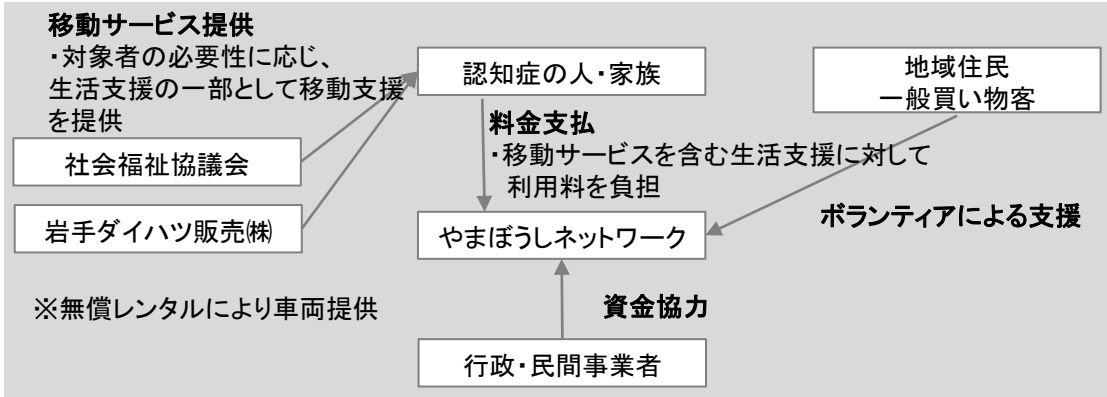 移動サービス提供
・対象者の必要性に応じ、
生活支援の一部として移動支援
を提供
認知症の人・家族
地域住民
一般買い物客
料金支払
・移動サービスを含む生活支援に対して
利用料を負担
社会福祉協議会
岩手ダイハツ販売㈱
やまぼうしネットワーク
ボランティアによる支援
※無償レンタルにより車両提供
資金協力
行政・民間事業者